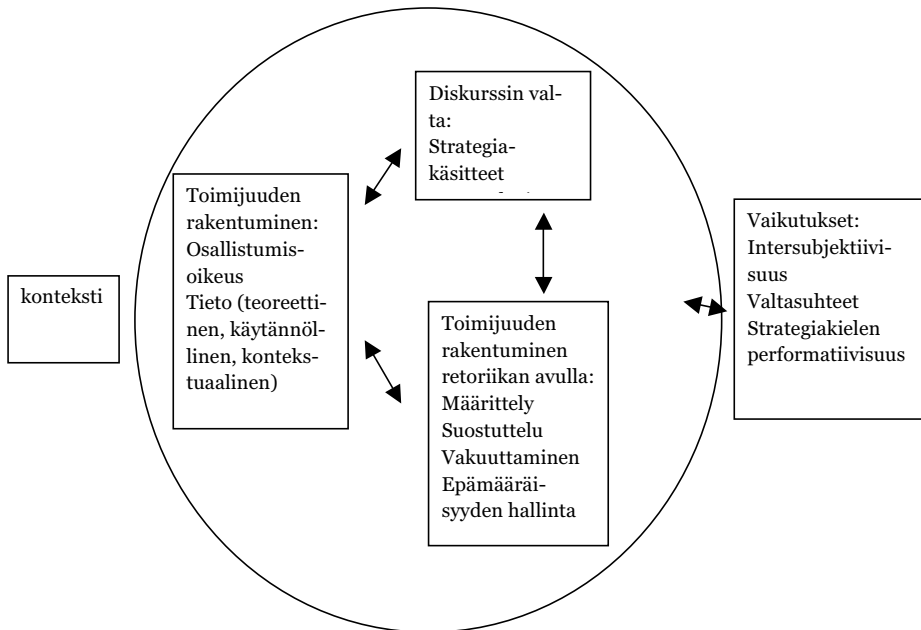 konteksti
Toimijuuden
rakentuminen:
Osallistumis-
oikeus
Tieto (teoreetti-
nen, käytännöl-
linen, konteks-
tuaalinen)
Diskurssin val-
ta:
Strategia-
käsitteet
Toimijuuden
rakentuminen
retoriikan avulla:
Määrittely
Suostuttelu
Vakuuttaminen
Epämääräi-
syyden hallinta
Vaikutukset:
Intersubjektiivi-
suus
Valtasuhteet
Strategiakielen
performatiivisuus